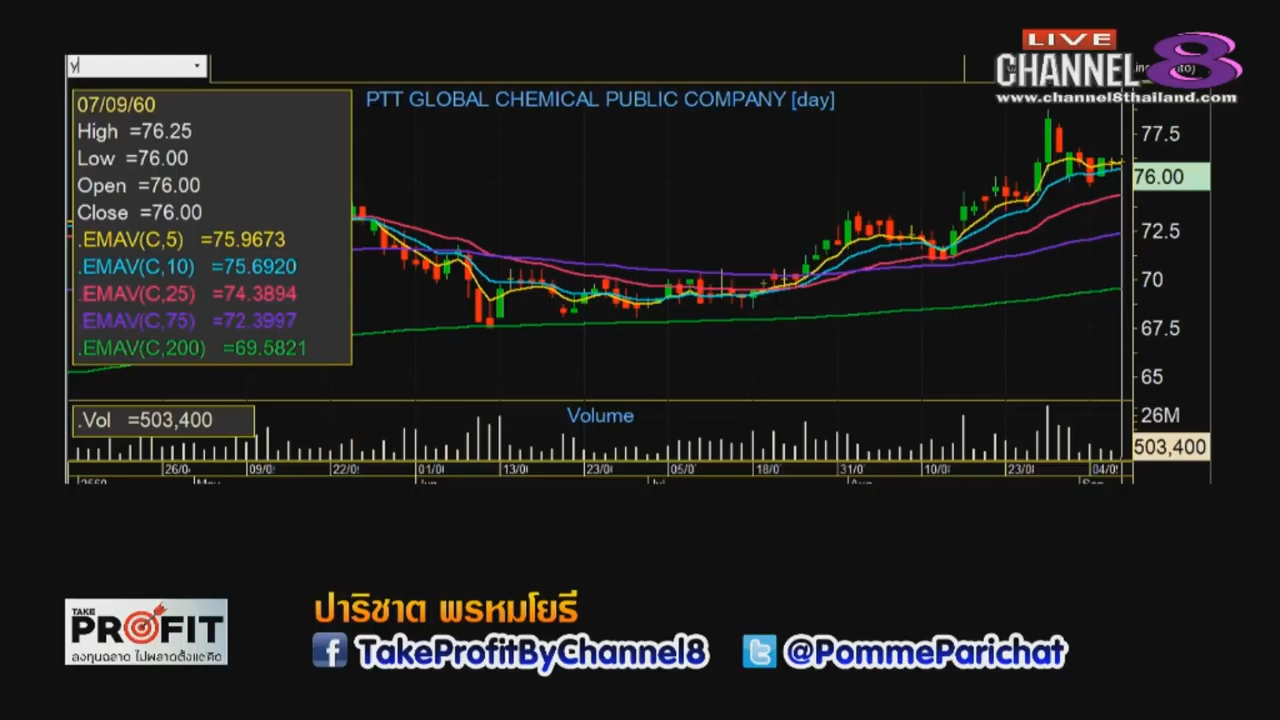 LIVE
CHANNEL 8
www.channel8thailand.com
y
PTT GLOBAL CHEMICAL PUBLIC COMPANY [day]
07/09/60
High =76.25
Low =76.00
Open =76.00
Close =76.00
.EMAV(C,5) =75.9673
.EMAV(C,10) =75.6920
.EMAV(C,25) =74.3894
.EMAV(C,75) =72.3997
.EMAV(C,200) =69.5821
77.5
76.00
72.5
70
67.5
65
.Vol =503,400
Volume
26M
503,400
26/0 09/0 22/0 01/0 13/0 23/0 05/0 18/0 31/0 10/0 23/0 04/0
2560
TAKE
PROFIT
ลงทุนฉลาด ไม่พลาดตั้งแต่คิด
ปาริชาต พรหมโยธี
TakeProfitByChannel8
@PommeParichat